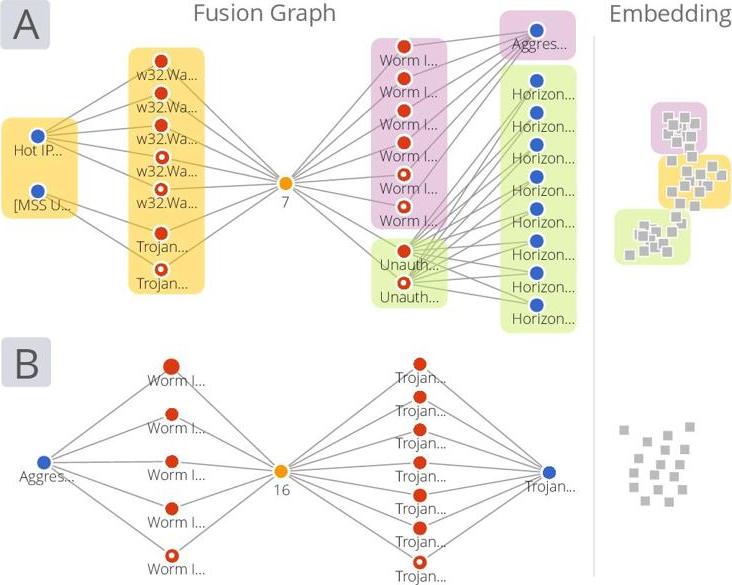 A
Fusion Graph
Embedding
Hot IP...
[MSS U...
w32.Wa...
w32.Wa...
w32.Wa...
w32.Wa...
w32.Wa...
Trojan...
Trojan...
7
Worm I...
Worm I...
Worm I...
Worm I...
Worm I...
Worm I...
Unauth...
Unauth...
Aggres...
Horizon...
Horizon...
Horizon...
Horizon...
Horizon...
Horizon...
Horizon...
Horizon...
B
Aggres...
Worm I...
Worm I...
Worm I...
Worm I...
Worm I...
16
Trojan...
Trojan...
Trojan...
Trojan...
Trojan...
Trojan...
Trojan...
Trojan...